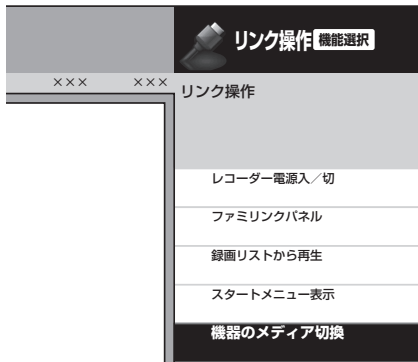 リンク操作 機能選択
××× ×××
リンク操作
レコーダー電源入／切
ファミリンクパネル
録画リストから再生
スタートメニュー表示
機器のメディア切換